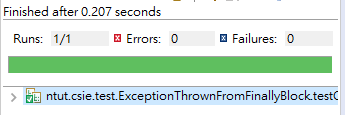 Finished after 0.207 seconds
Runs: 1/1 Errors: 0 Failures: 0
ntut.csie.test.ExceptionThrownFromFinallyBlock.test